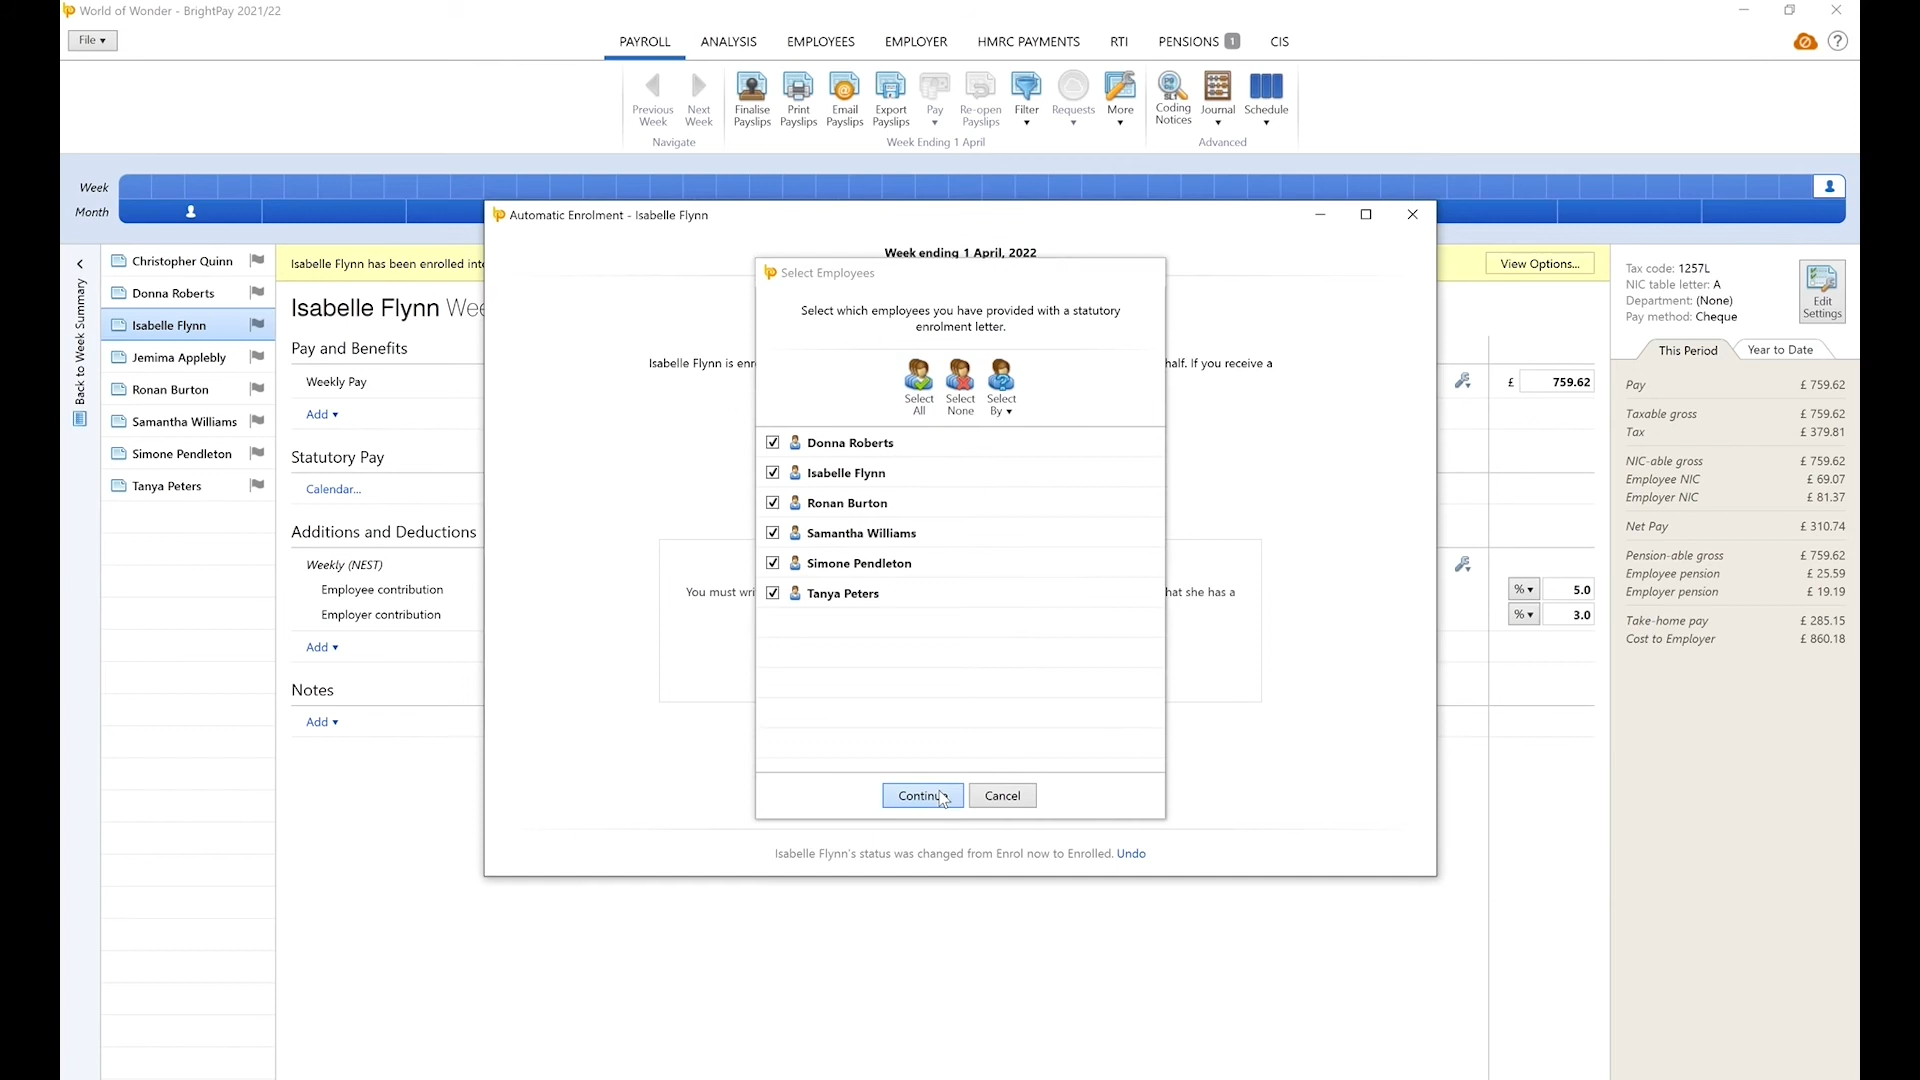 World of Wonder - BrightPay 2021/22
File
PAYROLL ANALYSIS EMPLOYEES EMPLOYER HMRC PAYMENTS RTI PENSIONS 1 CIS
Previous Week
Next Week
Finalise Payslips
Print Payslips
Email Payslips
Export Payslips
Pay
Re-open Payslips
Filter
Requests
More
Coding Notices
Journal
Schedule
Navigate
Week Ending 1 April
Advanced
Week
Month
Back to Week Summary
Christopher Quinn
Donna Roberts
Isabelle Flynn
Jemima Applebly
Ronan Burton
Samantha Williams
Simone Pendleton
Tanya Peters
Isabelle Flynn has been enrolled int
View Options...
Isabelle Flynn Wee
Pay and Benefits
Weekly Pay
£ 759.62
Add
Statutory Pay
Calendar...
Additions and Deductions
Weekly (NEST)
Employee contribution
% 5.0
Employer contribution
% 3.0
Add
Notes
Add
Automatic Enrolment - Isabelle Flynn
Week ending 1 April, 2022
Isabelle Flynn is enr
half. If you receive a
You must wri
hat she has a
Isabelle Flynn's status was changed from Enrol now to Enrolled. Undo
Select Employees
Select which employees you have provided with a statutory
enrolment letter.
Select All
Select None
Select By
Donna Roberts
Isabelle Flynn
Ronan Burton
Samantha Williams
Simone Pendleton
Tanya Peters
Continue
Cancel
Tax code: 1257L
NIC table letter: A
Department: (None)
Pay method: Cheque
Edit Settings
This Period
Year to Date
Pay £ 759.62
Taxable gross £ 759.62
Tax £ 379.81
NIC-able gross £ 759.62
Employee NIC £ 69.07
Employer NIC £ 81.37
Net Pay £ 310.74
Pension-able gross £ 759.62
Employee pension £ 25.59
Employer pension £ 19.19
Take-home pay £ 285.15
Cost to Employer £ 860.18